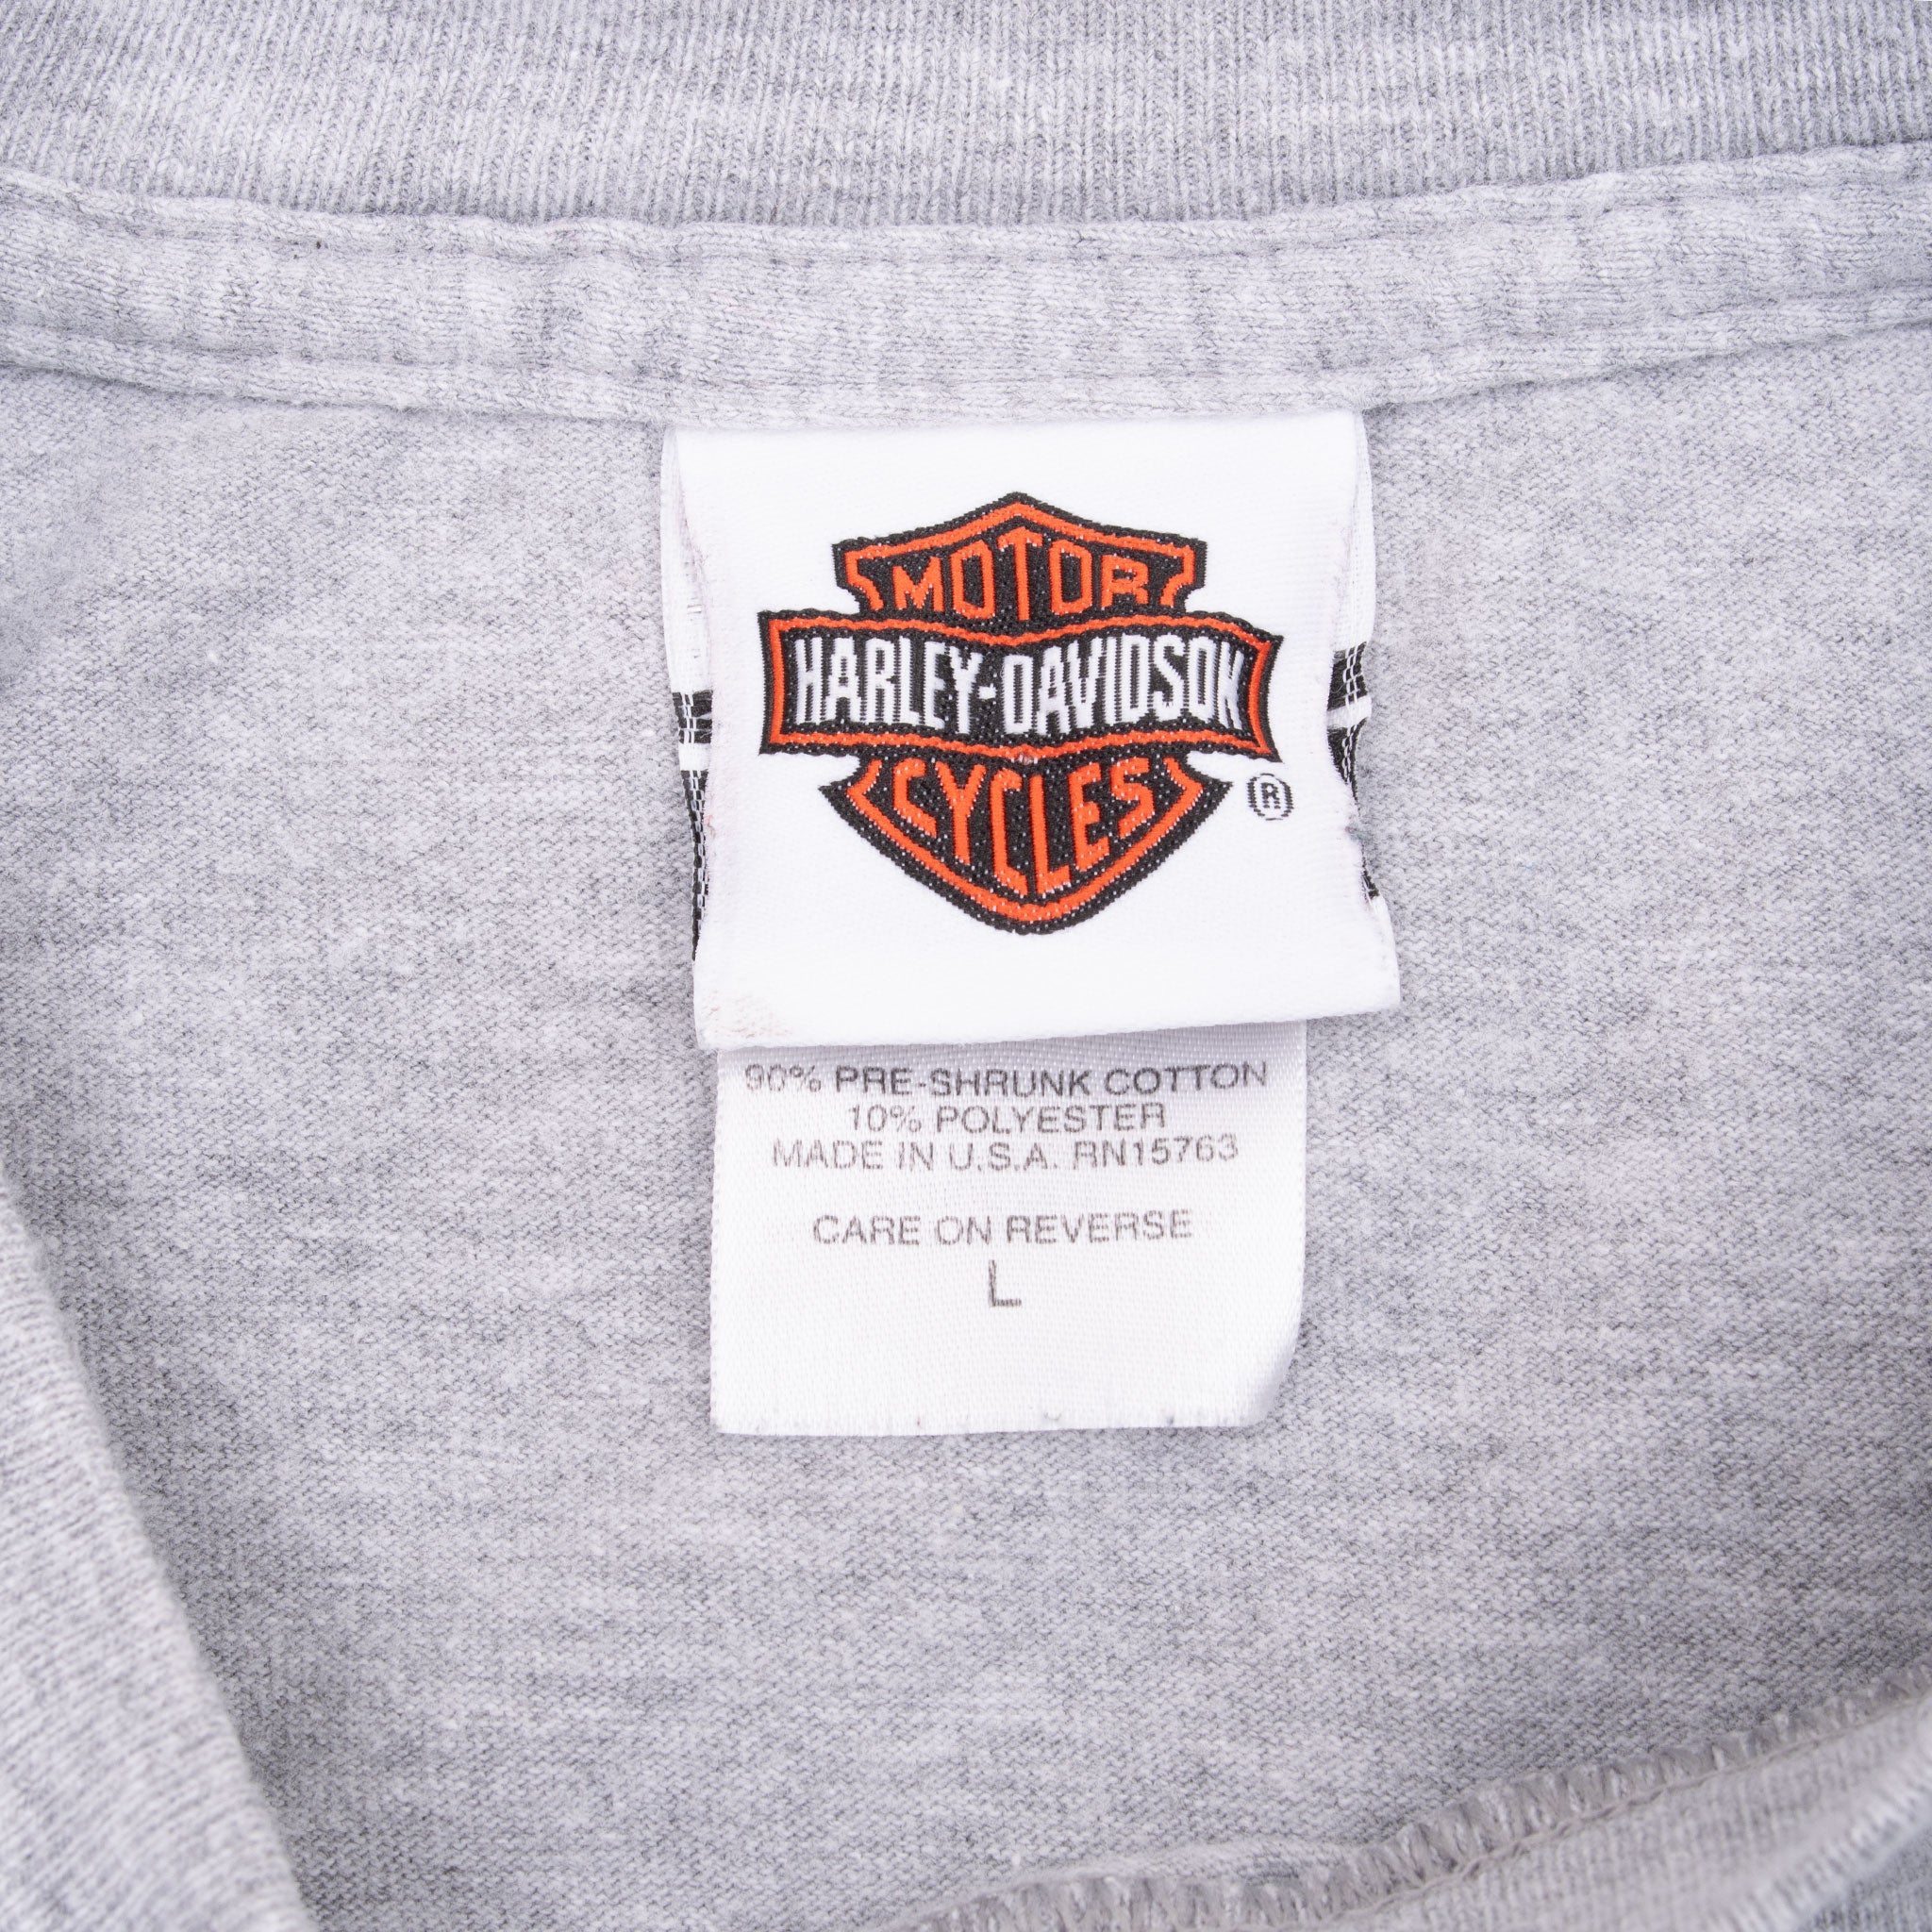 MOTOR
HARLEY-DAVIDSON
CYCLES
®
90% PRE-SHRUNK COTTON
10% POLYESTER
MADE IN U.S.A. RN15763
CARE ON REVERSE
L